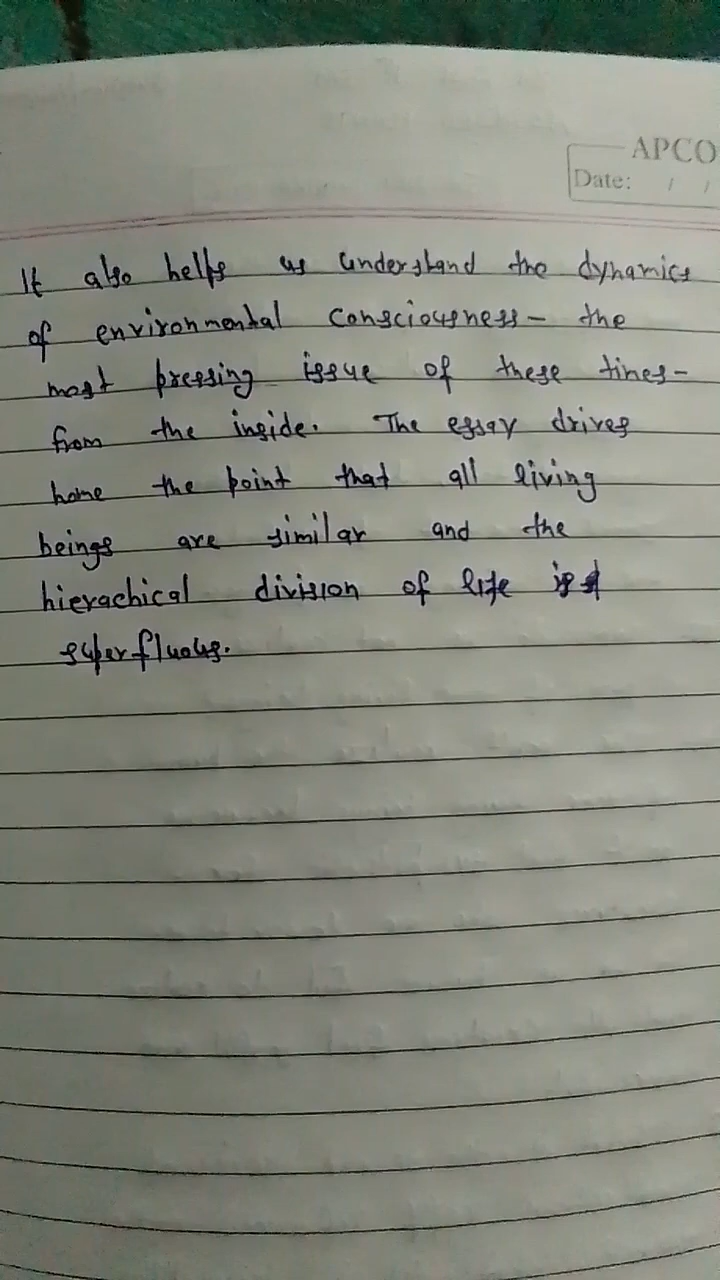 APCO
Date: / /
It also helps us understand the dynamics
of environmental consciousness- the
most pressing issue of these tines-
from the inside. The essay drives
home the point that all living
beings are similar and the
hierachical division of life is
superfluous.